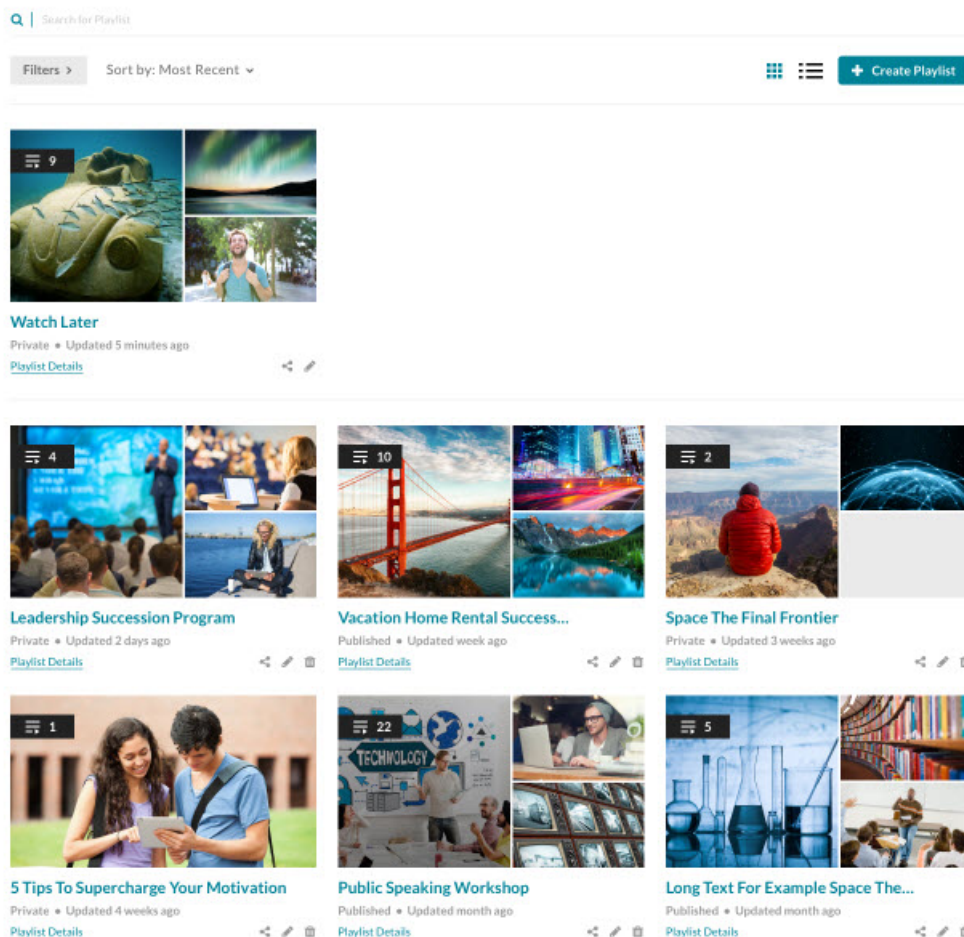 Search for Playlist
Filters >
Sort by: Most Recent
+ Create Playlist
9
Watch Later
Private • Updated 5 minutes ago
Playlist Details
4
10
2
Leadership Succession Program
Vacation Home Rental Success...
Space The Final Frontier
Private • Updated 2 days ago
Published • Updated week ago
Private • Updated 3 weeks ago
Playlist Details
Playlist Details
Playlist Details
1
22
TECHNOLOGY
5
5 Tips To Supercharge Your Motivation
Public Speaking Workshop
Long Text For Example Space The...
Private • Updated 4 weeks ago
Published • Updated month ago
Published • Updated month ago
Playlist Details
Playlist Details
Playlist Details